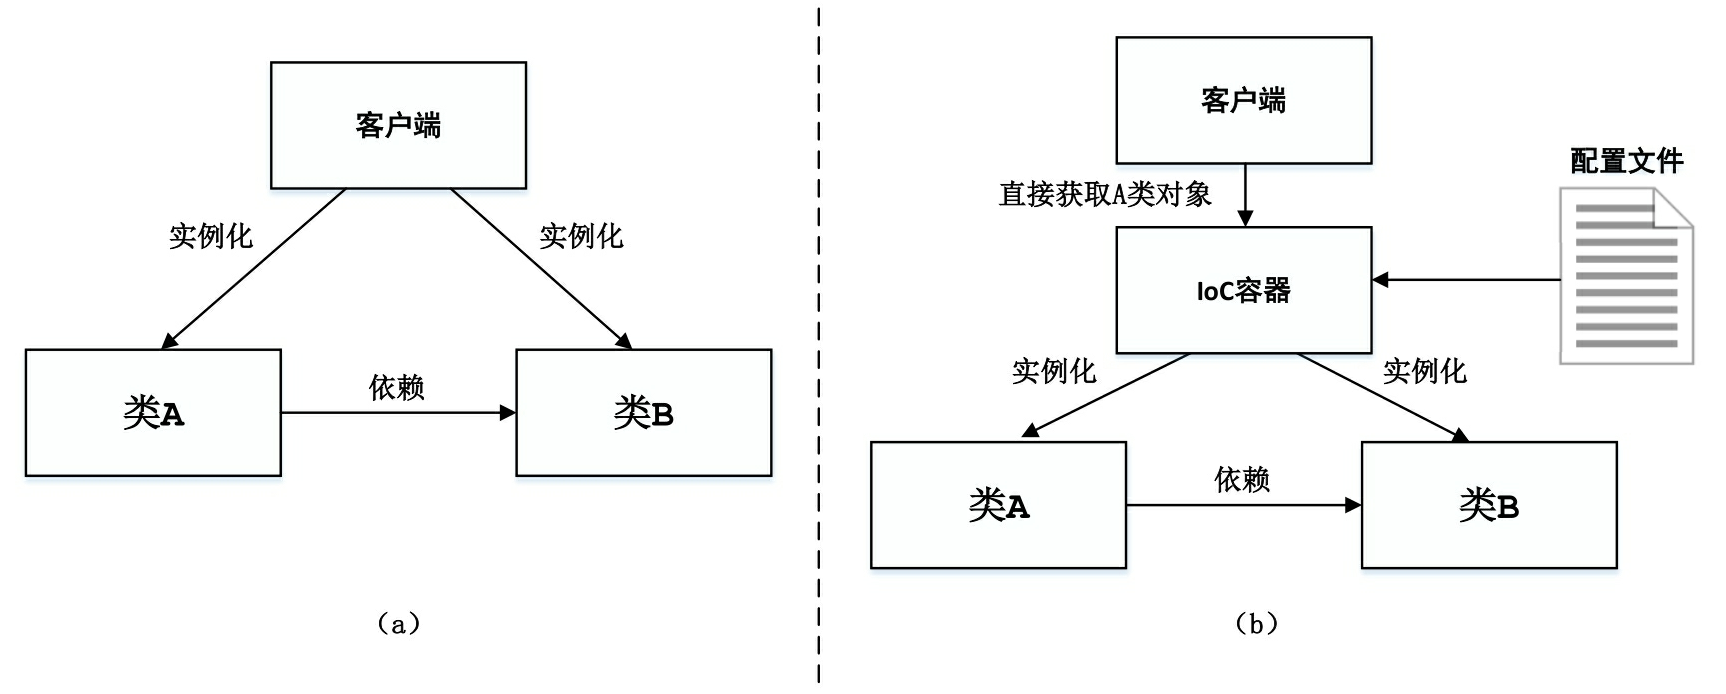 客户端
实例化
实例化
类A
依赖
类B
(a)
客户端
配置文件
直接获取A类对象
IoC容器
实例化
实例化
类A
依赖
类B
(b)